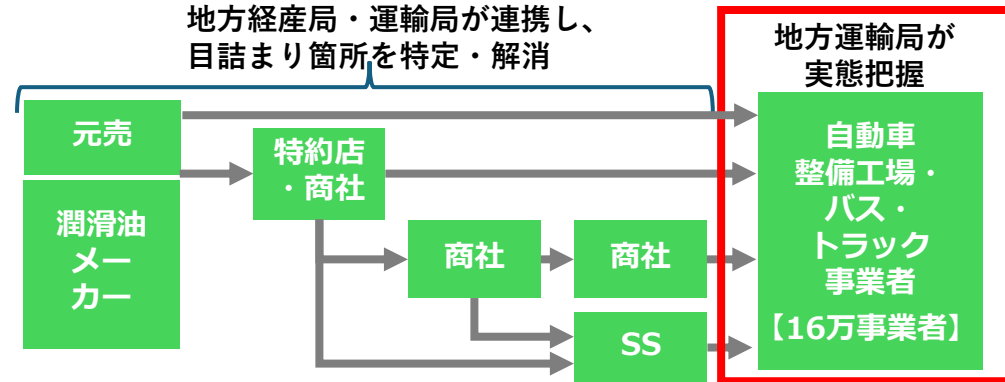 地方経産局・運輸局が連携し、
目詰まり箇所を特定・解消
地方運輸局が
実態把握
元売
潤滑油
メー
カー
特約店
・商社
商社
商社
SS
自動車
整備工場・
バス・
トラック
事業者
【16万事業者】